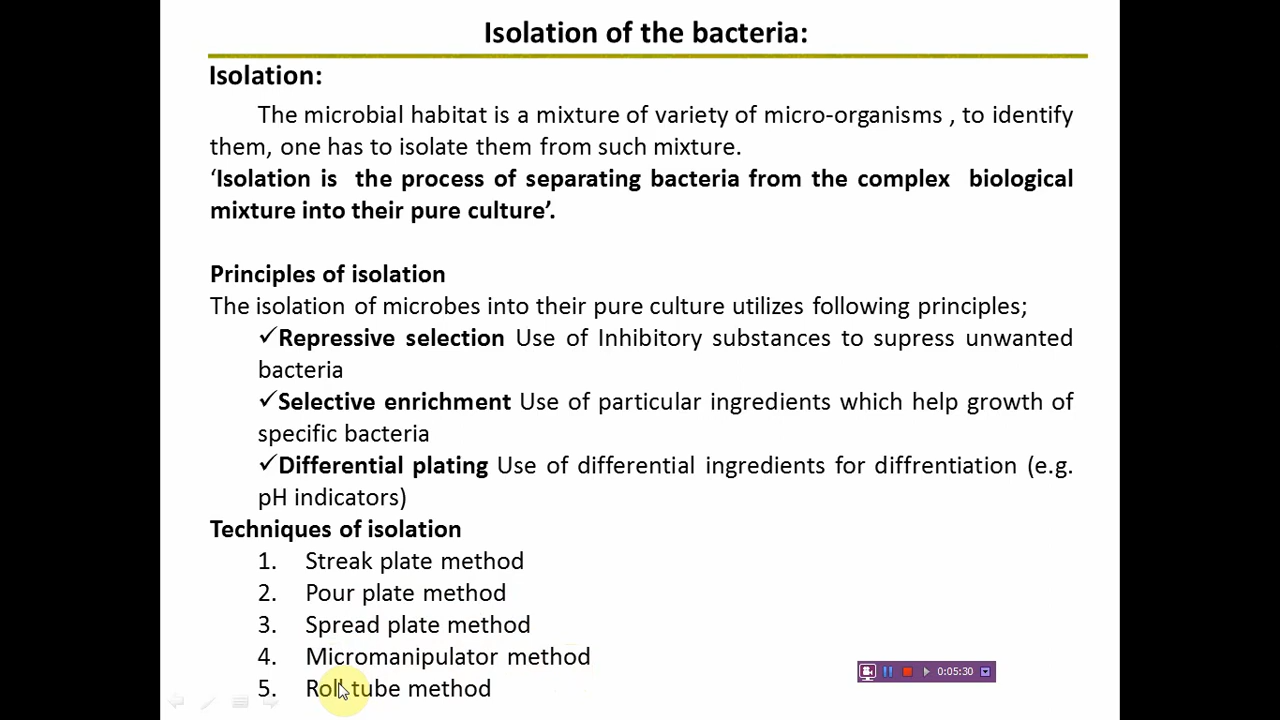 Isolation of the bacteria:
Isolation:
The microbial habitat is a mixture of variety of micro-organisms , to identify
them, one has to isolate them from such mixture.
‘Isolation is the process of separating bacteria from the complex biological
mixture into their pure culture’.
Principles of isolation
The isolation of microbes into their pure culture utilizes following principles;
✓Repressive selection Use of Inhibitory substances to supress unwanted
bacteria
✓Selective enrichment Use of particular ingredients which help growth of
specific bacteria
✓Differential plating Use of differential ingredients for diffrentiation (e.g.
pH indicators)
Techniques of isolation
1. Streak plate method
2. Pour plate method
3. Spread plate method
4. Micromanipulator method
5. Roll tube method
0:05:30